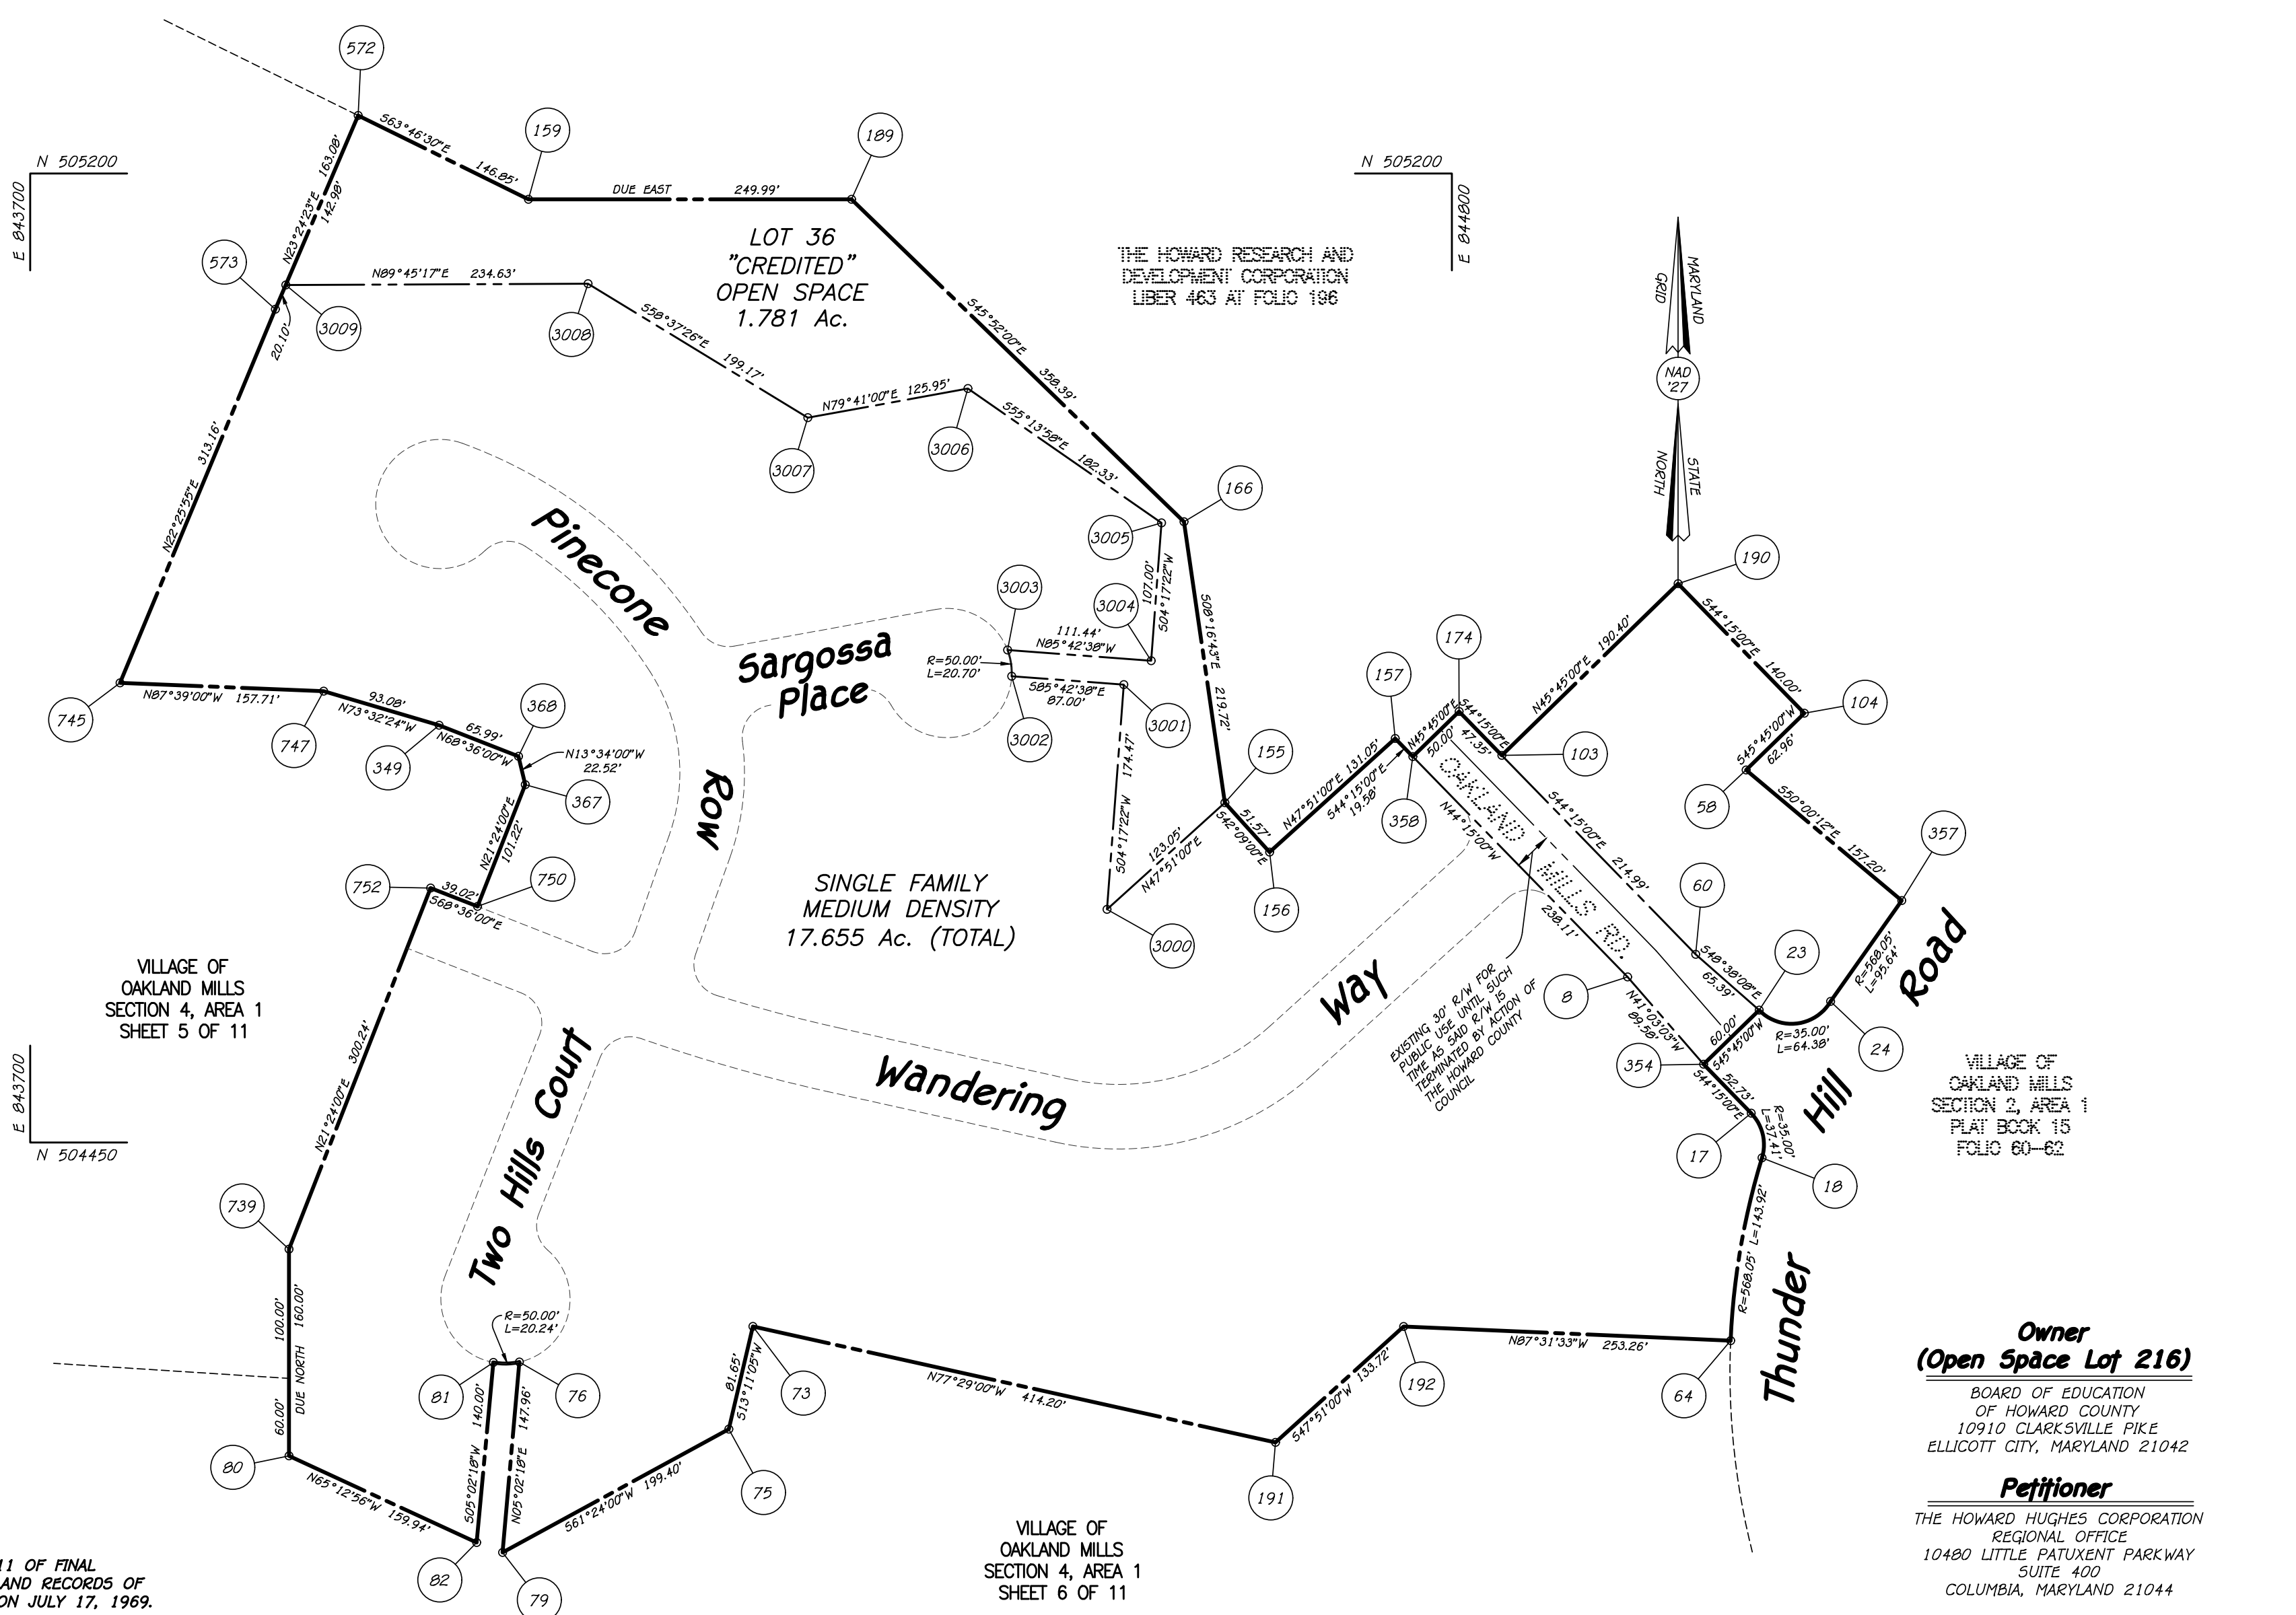 572
S63°46'30"E
146.85'
159
189
DUE EAST 249.99'
N 505200
E 843700
N 505200
E 844800
N23°24'23"E 163.08'
142.98'
573
20.10'
3009
N89°45'17"E 234.63'
3008
LOT 36
"CREDITED"
OPEN SPACE
1.781 Ac.
S58°37'26"E 199.17'
3007
N79°41'00"E 125.95'
3006
S55°13'58"E 182.33'
3005
S45°52'00"E 358.39'
166
THE HOWARD RESEARCH AND
DEVELOPMENT CORPORATION
LIBER 463 AT FOLIO 196
MARYLAND
GRID
NAD
'27
STATE
NORTH
N22°25'55"E 313.16'
Pinecone
Row
Sargossa
Place
3003
3004
107.00'
S04°17'22"W
111.44'
N85°42'38"W
R=50.00'
L=20.70'
S85°42'38"E
87.00'
3002
3001
S04°17'22"W 174.47'
S08°16'43"E 219.72'
155
123.05'
N47°51'00"E
3000
51.57'
S42°09'00"E
156
N47°51'00"E 131.05'
157
S44°15'00"E
19.58'
358
174
N45°45'00"E
50.00'
S44°15'00"E
47.35'
103
N45°45'00"E 190.40'
190
S44°15'00"E 140.00'
104
S45°45'00"W
62.96'
58
S50°00'12"E 157.20'
357
R=568.05'
L=95.64'
24
R=35.00'
L=64.38'
23
S48°38'08"E
65.39'
60
S44°15'00"E 214.99'
OAKLAND MILLS RD.
N44°15'00"W 238.11'
8
N41°03'03"W
89.58'
354
60.00'
S45°45'00"W
52.73'
S44°15'00"E
17
R=35.00'
L=37.41'
18
R=568.05' L=143.92'
64
N87°31'33"W 253.26'
192
S47°51'00"W 133.72'
191
N77°29'00"W 414.20'
73
81.65'
S13°11'05"W
75
S61°24'00"W 199.40'
79
N05°02'18"E 147.96'
76
R=50.00'
L=20.24'
81
S05°02'18"W 140.00'
82
N65°12'56"W 159.94'
80
60.00'
100.00'
DUE NORTH 160.00'
739
N21°24'00"E 300.24'
752
39.02'
S68°36'00"E
750
N21°24'00"E
101.22'
367
N13°34'00"W
22.52'
368
65.99'
N68°36'00"W
349
93.08'
N73°32'24"W
747
N87°39'00"W 157.71'
745
SINGLE FAMILY
MEDIUM DENSITY
17.655 Ac. (TOTAL)
VILLAGE OF
OAKLAND MILLS
SECTION 4, AREA 1
SHEET 5 OF 11
E 843700
N 504450
Two Hills Court
Wandering
Way
EXISTING 30' R/W FOR
PUBLIC USE UNTIL SUCH
TIME AS SAID R/W IS
TERMINATED BY ACTION OF
THE HOWARD COUNTY
COUNCIL
Thunder
Hill
Road
VILLAGE OF
OAKLAND MILLS
SECTION 2, AREA 1
PLAT BOOK 15
FOLIO 60-62
VILLAGE OF
OAKLAND MILLS
SECTION 4, AREA 1
SHEET 6 OF 11
Owner
(Open Space Lot 216)
BOARD OF EDUCATION
OF HOWARD COUNTY
10910 CLARKSVILLE PIKE
ELLICOTT CITY, MARYLAND 21042
Petitioner
THE HOWARD HUGHES CORPORATION
REGIONAL OFFICE
10480 LITTLE PATUXENT PARKWAY
SUITE 400
COLUMBIA, MARYLAND 21044
11 OF FINAL
AND RECORDS OF
ON JULY 17, 1969.